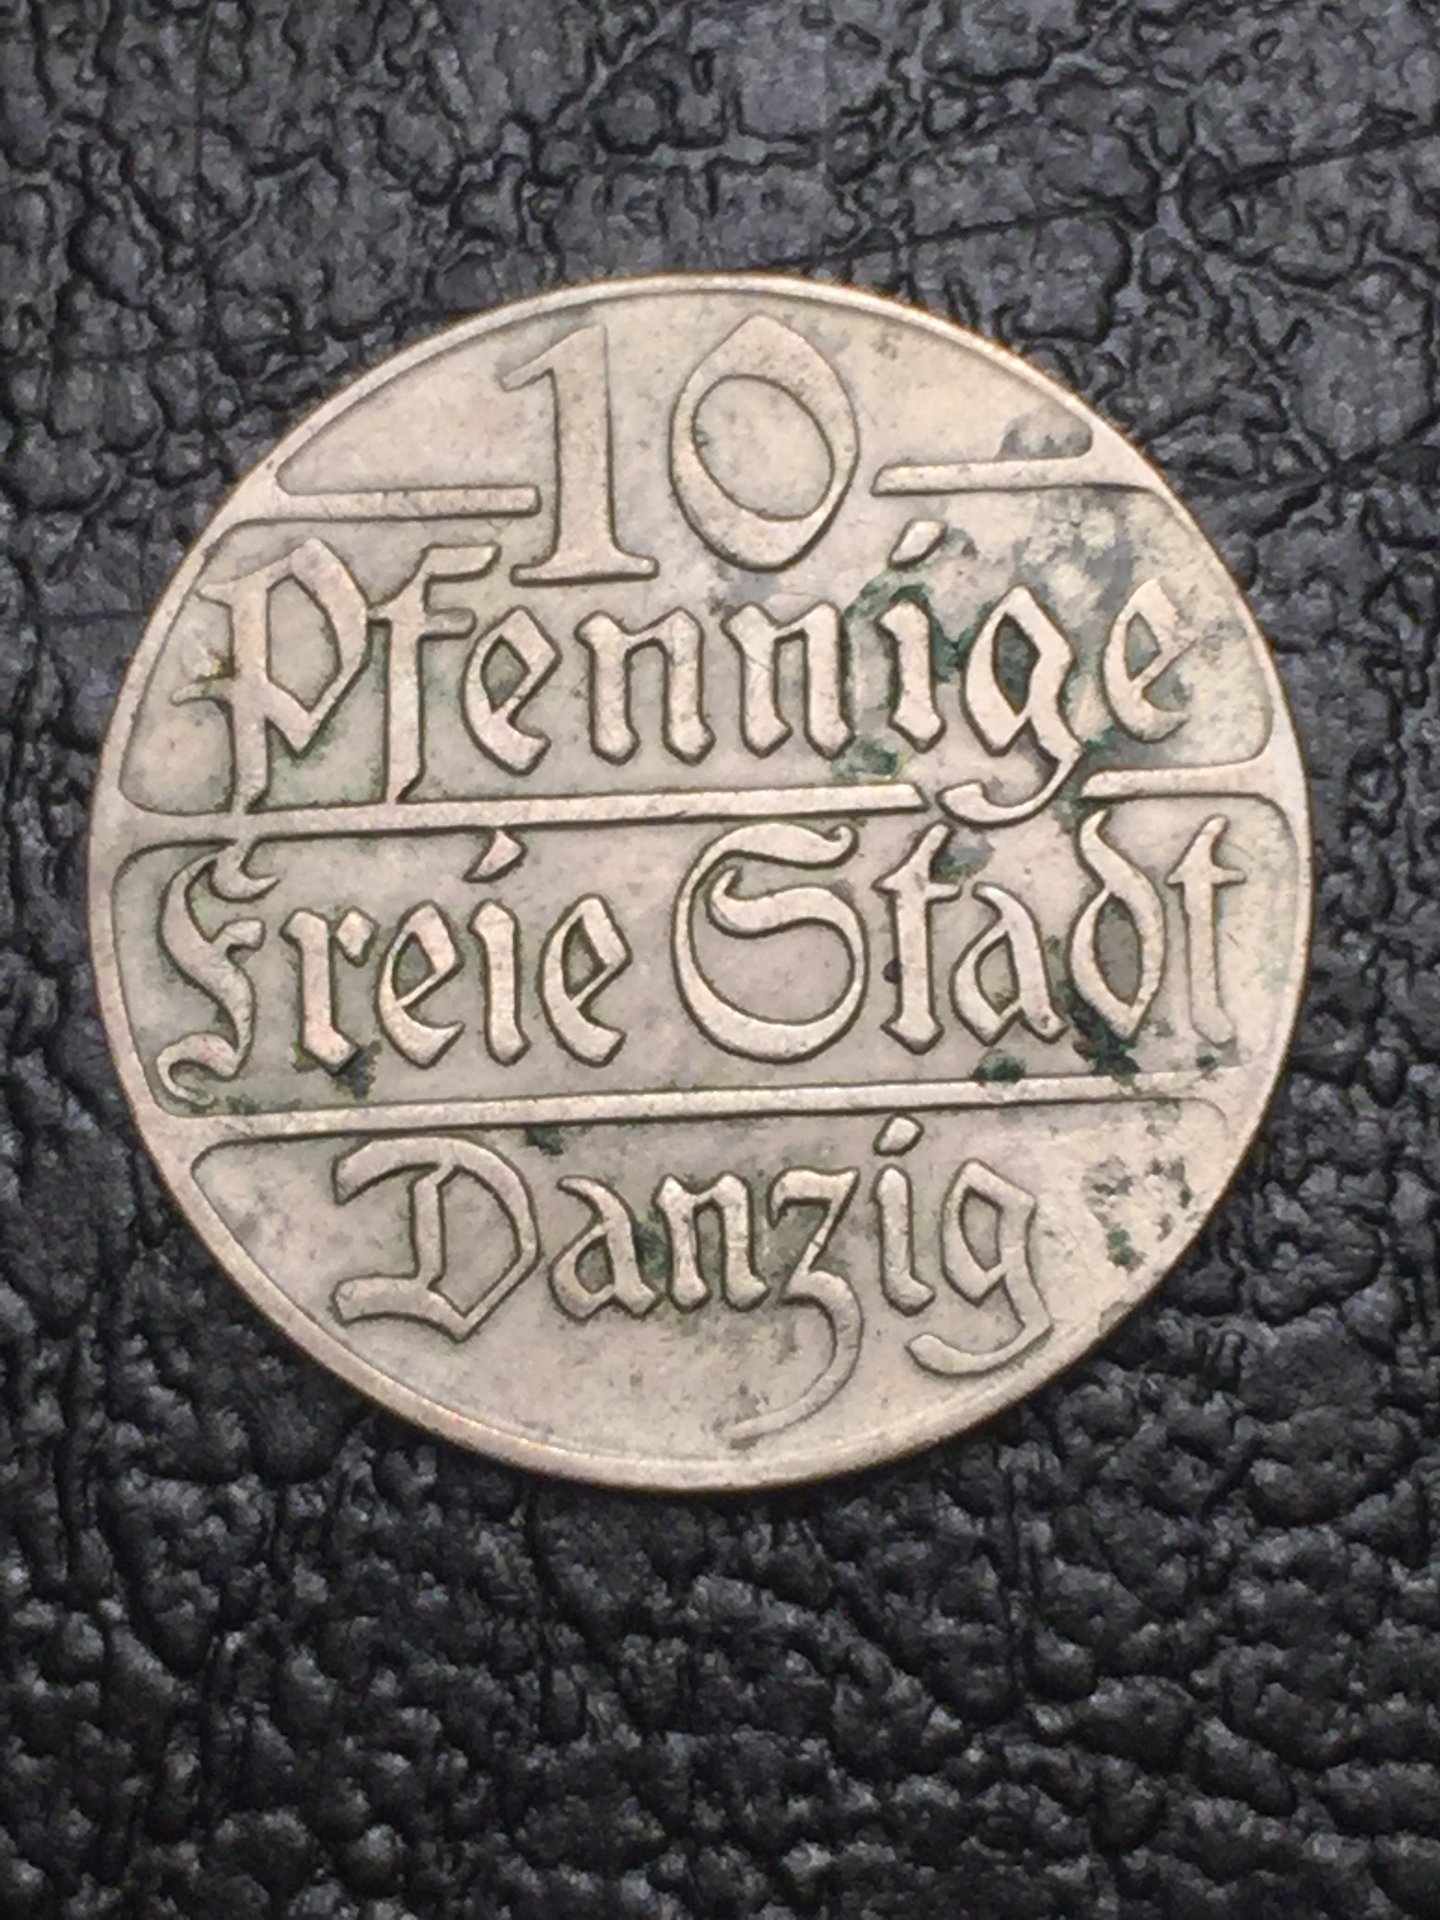 10
Pfennige
Freie Stadt
Danzig